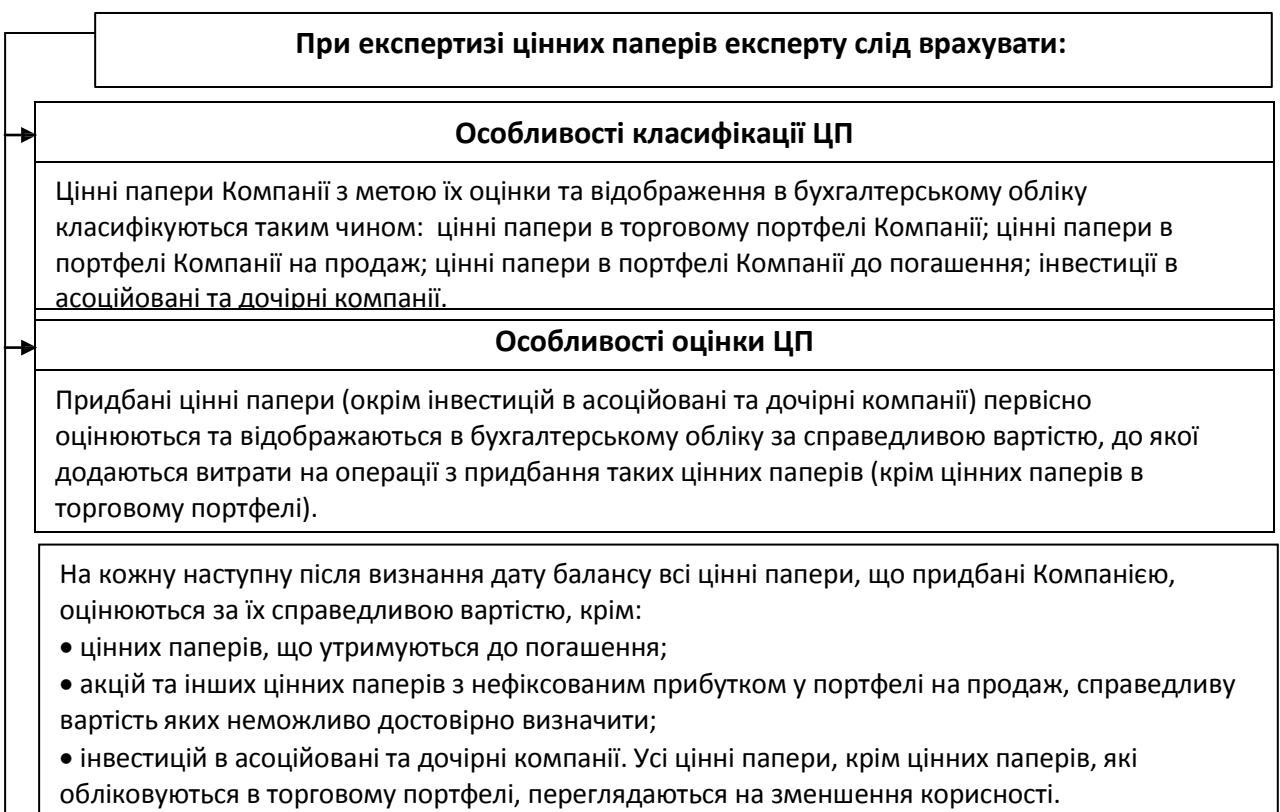 При експертизі цінних паперів експерту слід врахувати:
Особливості класифікації ЦП
Цінні папери Компанії з метою їх оцінки та відображення в бухгалтерському обліку
класифікуються таким чином:  цінні папери в торговому портфелі Компанії; цінні папери в
портфелі Компанії на продаж; цінні папери в портфелі Компанії до погашення; інвестиції в
асоційовані та дочірні компанії.
Особливості оцінки ЦП
Придбані цінні папери (окрім інвестицій в асоційовані та дочірні компанії) первісно
оцінюються та відображаються в бухгалтерському обліку за справедливою вартістю, до якої
додаються витрати на операції з придбання таких цінних паперів (крім цінних паперів в
торговому портфелі).
На кожну наступну після визнання дату балансу всі цінні папери, що придбані Компанією,
оцінюються за їх справедливою вартістю, крім:
• цінних паперів, що утримуються до погашення;
• акцій та інших цінних паперів з нефіксованим прибутком у портфелі на продаж, справедливу
вартість яких неможливо достовірно визначити;
• інвестицій в асоційовані та дочірні компанії. Усі цінні папери, крім цінних паперів, які
обліковуються в торговому портфелі, переглядаються на зменшення корисності.